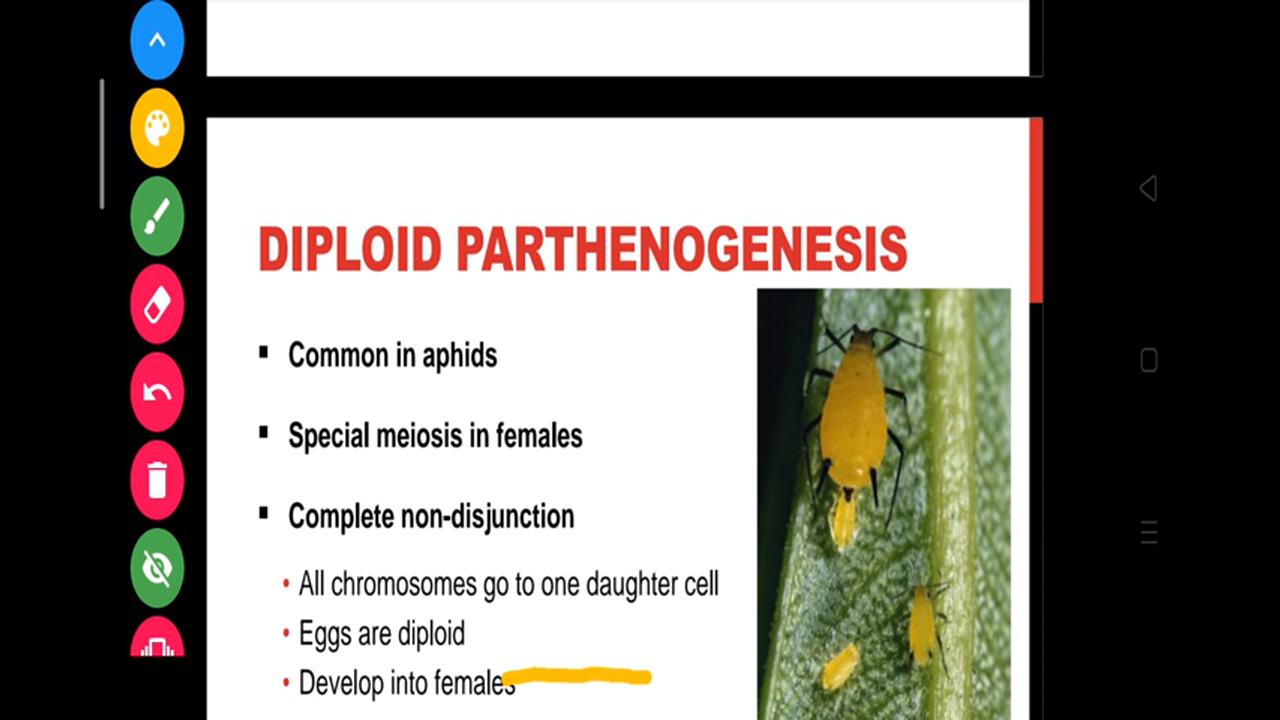 DIPLOID PARTHENOGENESIS
Common in aphids
Special meiosis in females
Complete non-disjunction
All chromosomes go to one daughter cell
Eggs are diploid
Develop into females